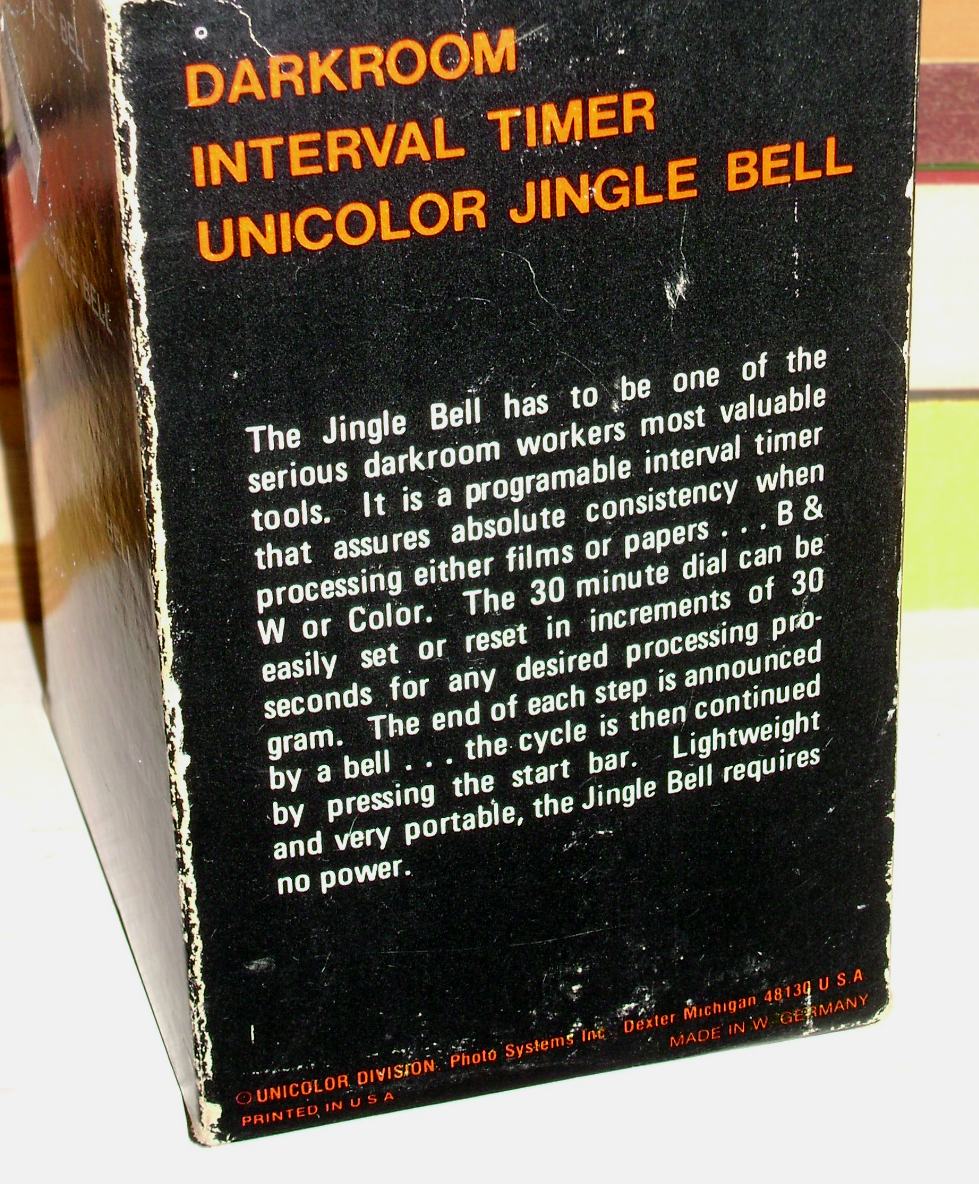 DARKROOM
INTERVAL TIMER
UNICOLOR JINGLE BELL
The Jingle Bell has to be one of the
serious darkroom workers most valuable
tools. It is a programable interval timer
that assures absolute consistency when
processing either films or papers . . . B &
W or Color. The 30 minute dial can be
easily set or reset in increments of 30
seconds for any desired processing pro-
gram. The end of each step is announced
by a bell . . . the cycle is then continued
by pressing the start bar. Lightweight
and very portable, the Jingle Bell requires
no power.
©UNICOLOR DIVISION Photo Systems Inc Dexter Michigan 48130 U S A
PRINTED IN U S A
MADE IN W. GERMANY
BELL
BELL